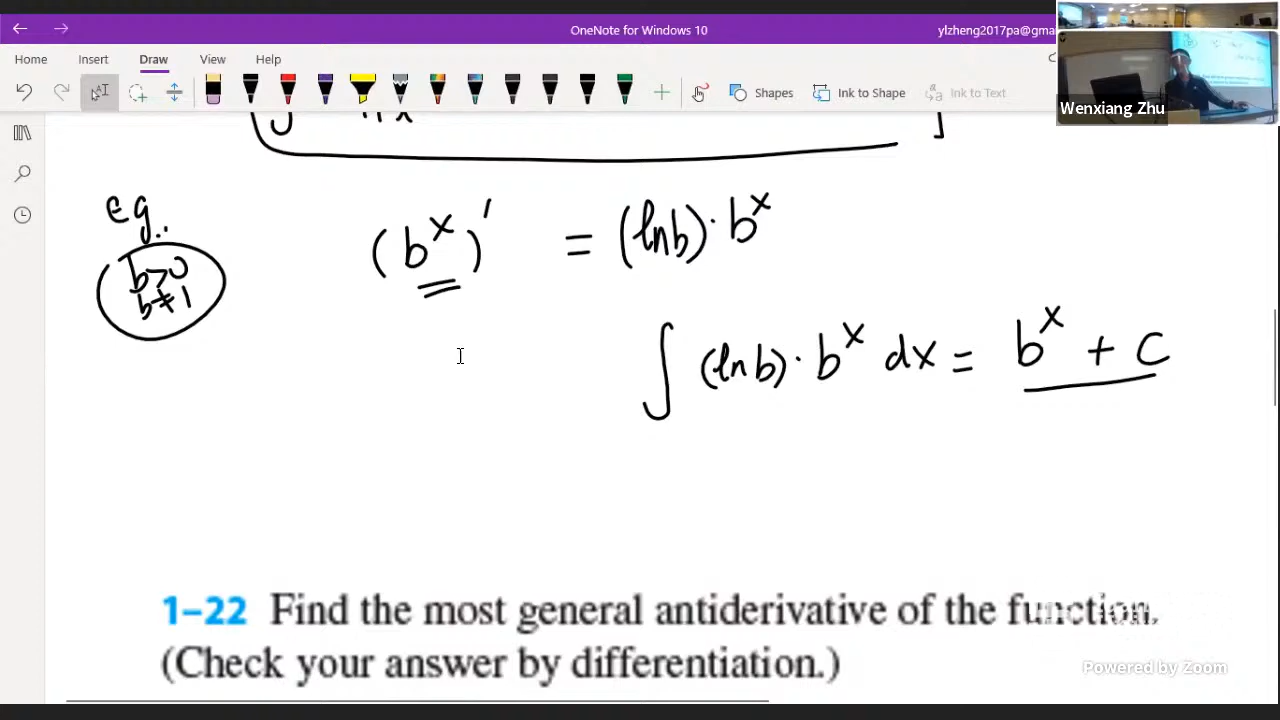 OneNote for Windows 10
ylzheng2017pa@gma
Home Insert Draw View Help
Shapes Ink to Shape Ink to Text
Wenxiang Zhu
e.g.
b>0
b≠1
(b^x)' = (ln b)· b^x
∫ (ln b)· b^x dx = b^x + C
1–22 Find the most general antiderivative of the function.
(Check your answer by differentiation.)
Powered by Zoom